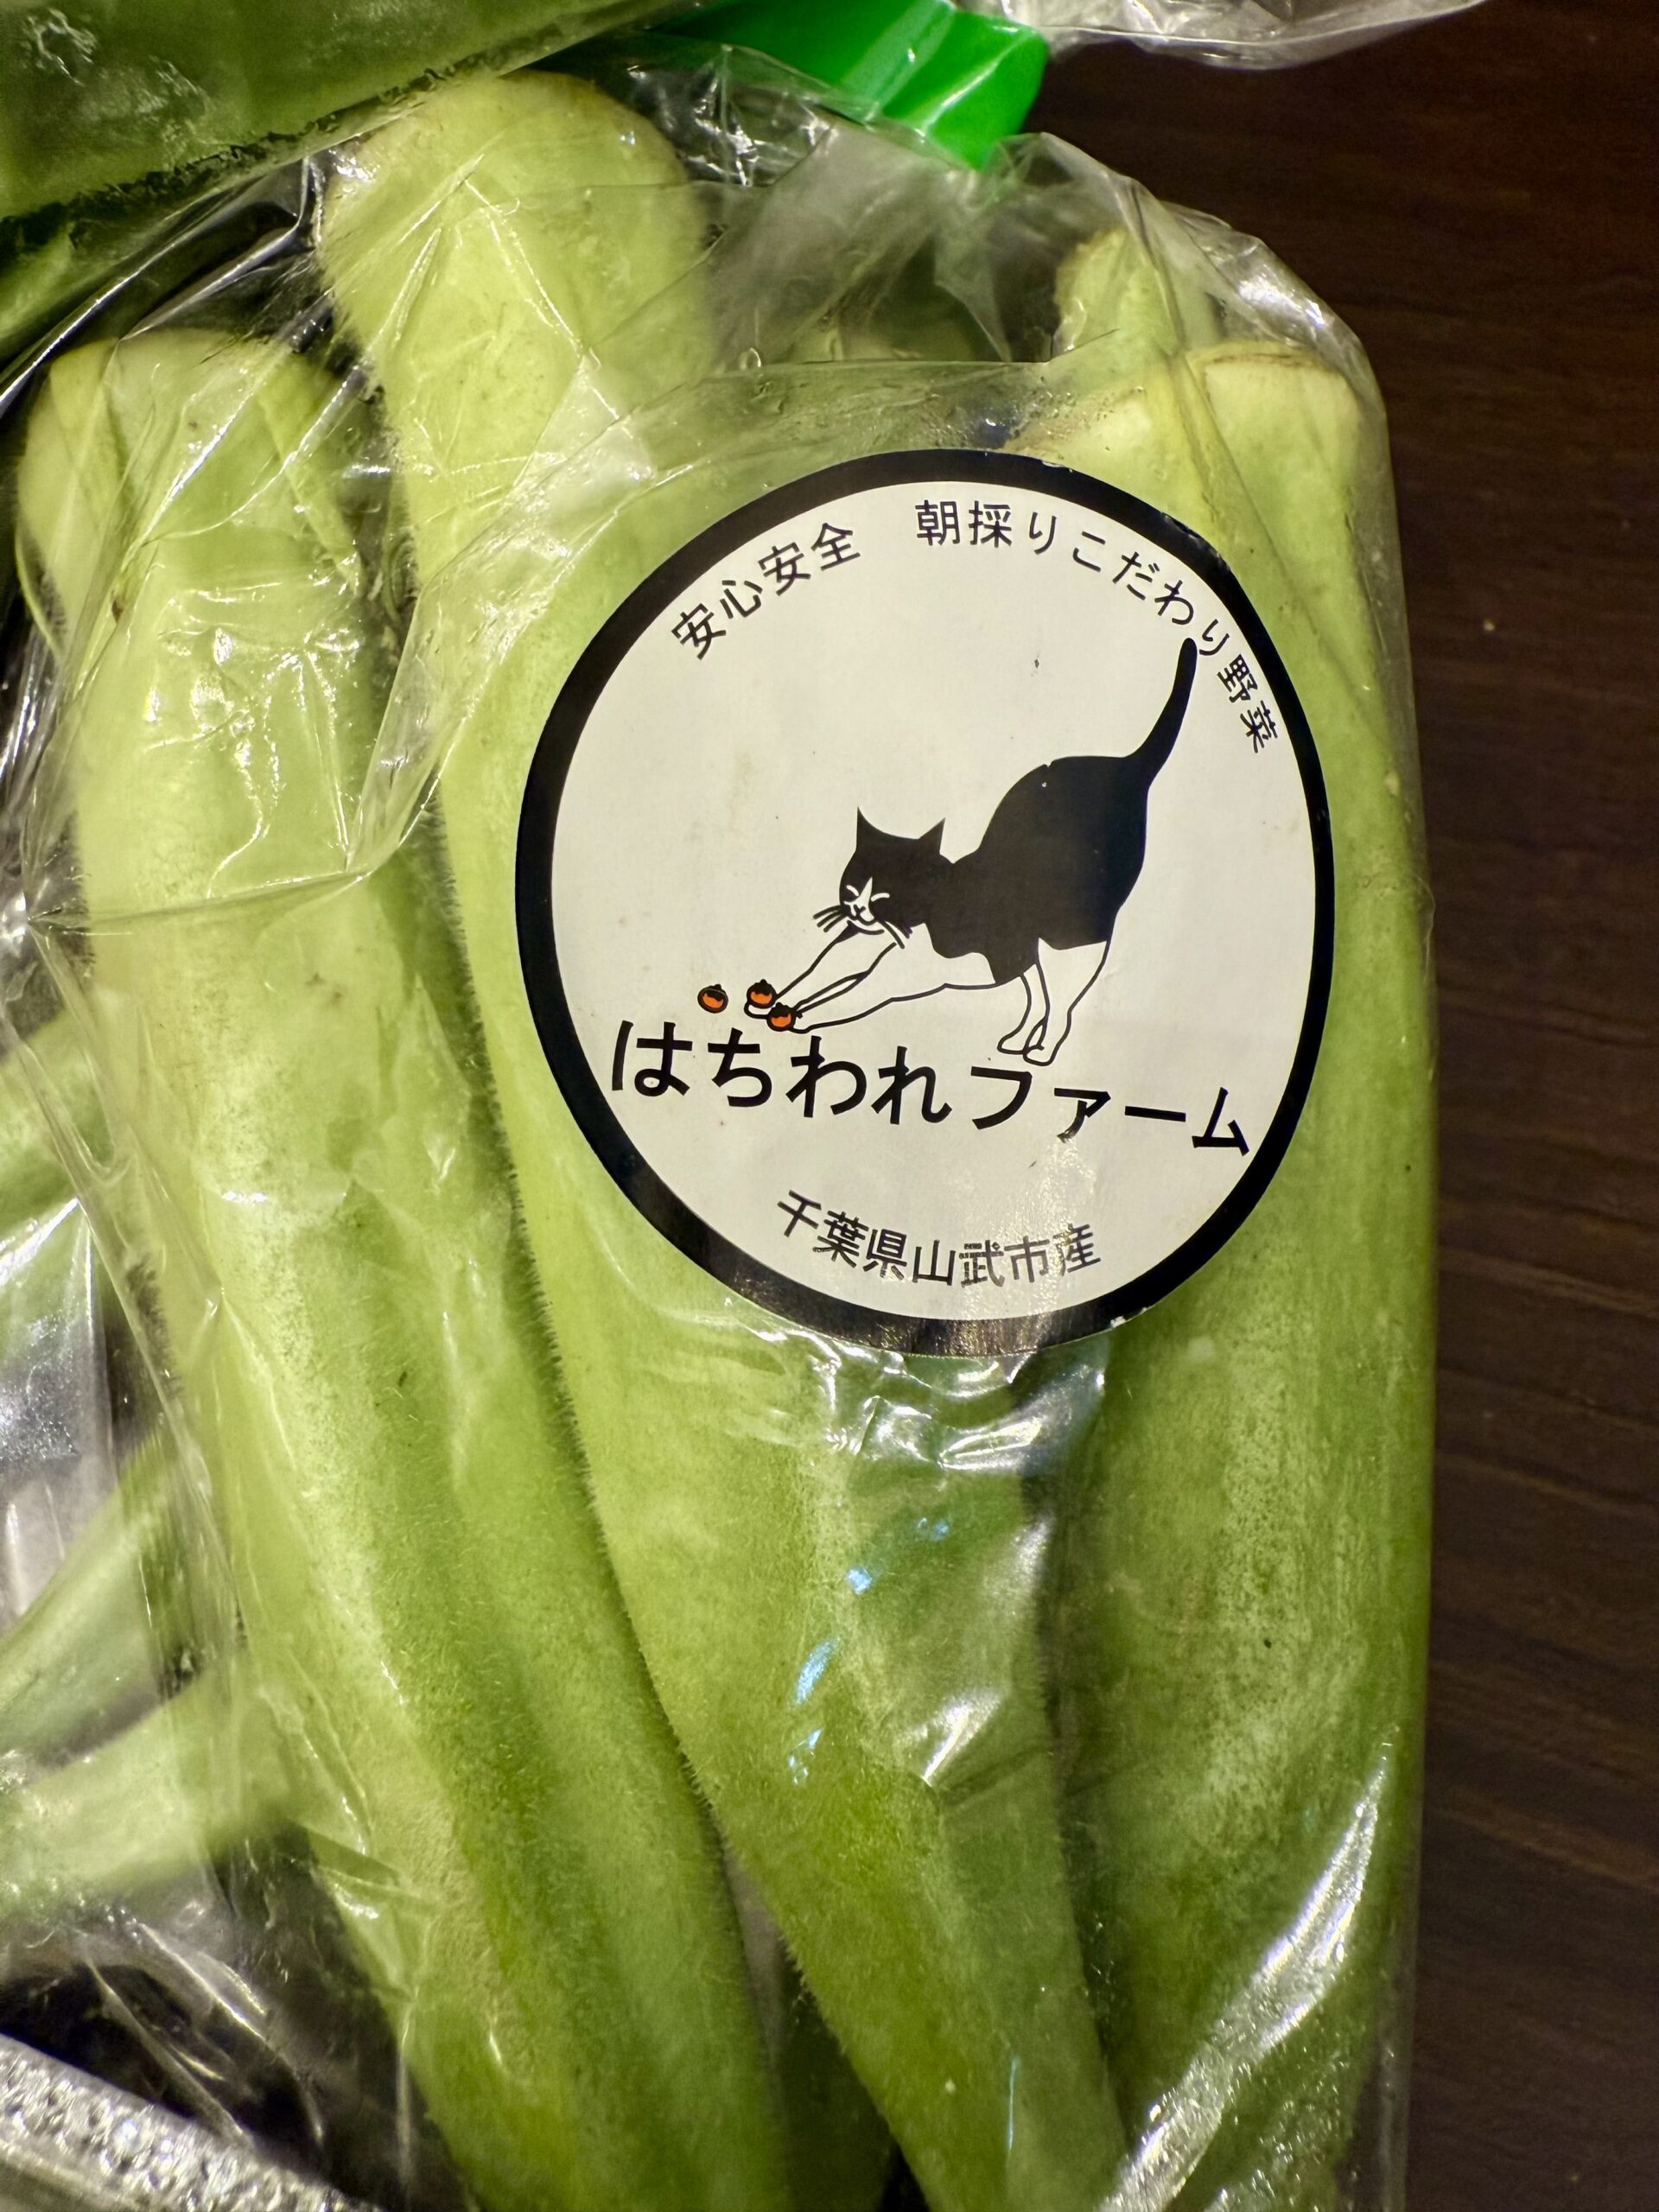 安心安全　朝採りこだわり野菜
はちわれファーム
千葉県山武市産